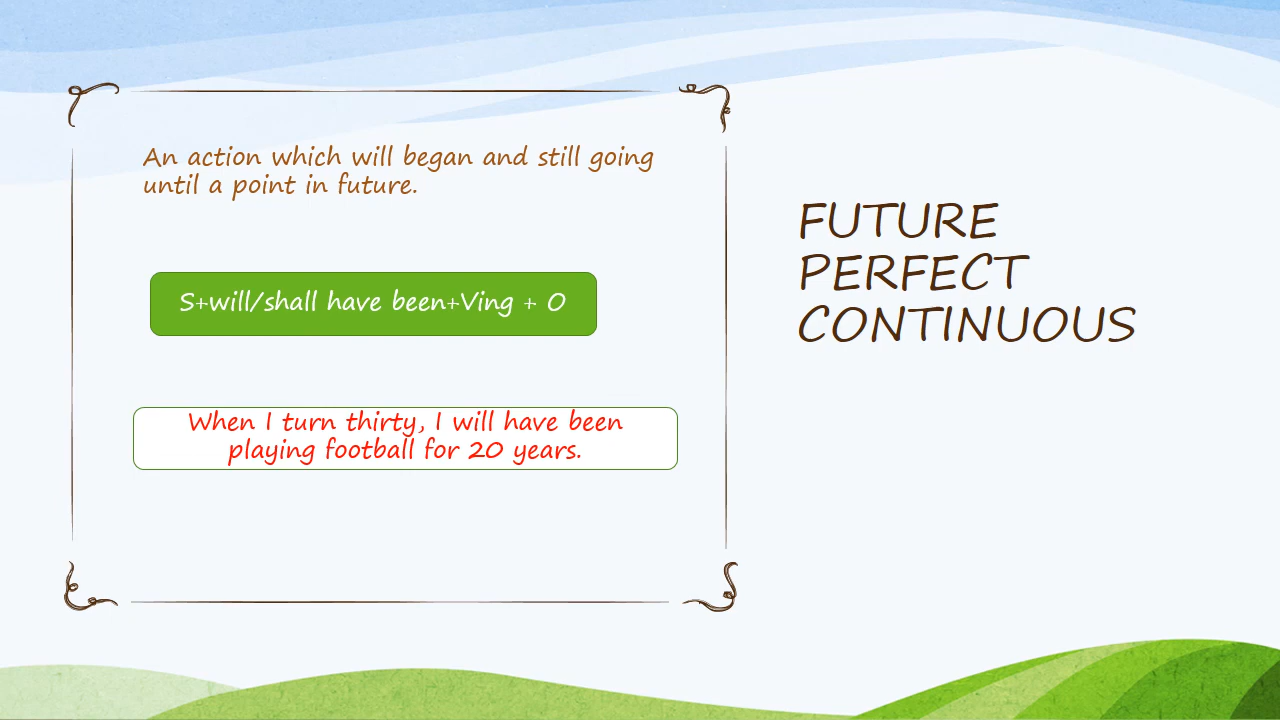 An action which will began and still going
until a point in future.
S+will/shall have been+Ving + O
When I turn thirty, I will have been
playing football for 20 years.
FUTURE
PERFECT
CONTINUOUS